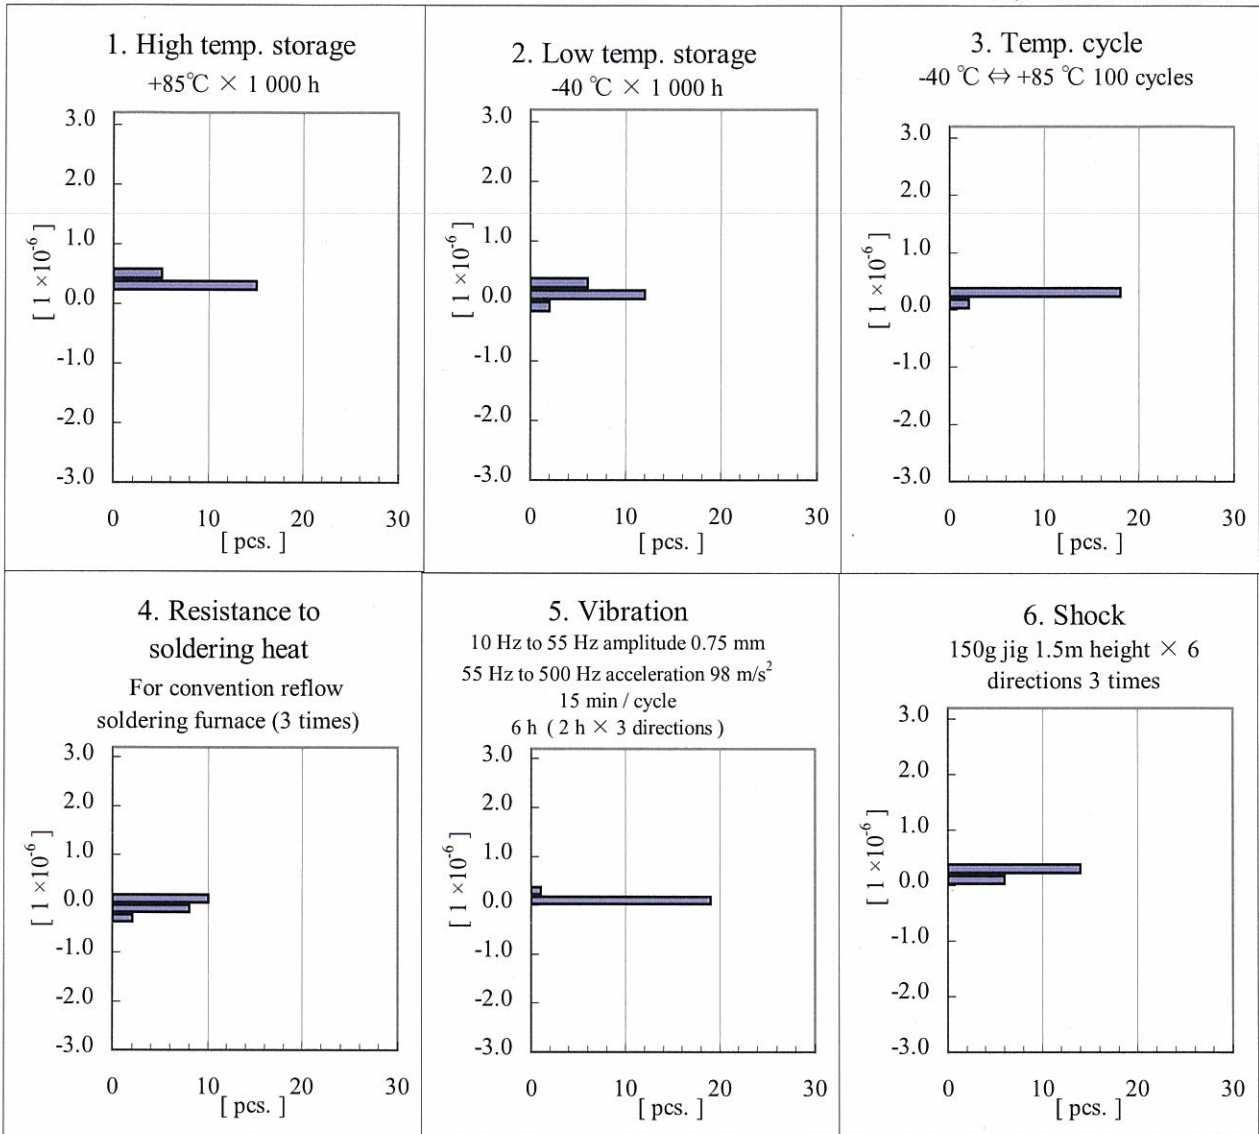 1. High temp. storage
+85℃ × 1 000 h
3.0
2.0
1.0
0.0
-1.0
-2.0
-3.0
[ 1 ×10⁻⁶ ]
0 10 20 30
[ pcs. ]
2. Low temp. storage
-40 ℃ × 1 000 h
3.0
2.0
1.0
0.0
-1.0
-2.0
-3.0
[ 1 ×10⁻⁶ ]
0 10 20 30
[ pcs. ]
3. Temp. cycle
-40 ℃ ⇔ +85 ℃ 100 cycles
3.0
2.0
1.0
0.0
-1.0
-2.0
-3.0
[ 1 ×10⁻⁶ ]
0 10 20 30
[ pcs. ]
4. Resistance to
soldering heat
For convention reflow
soldering furnace (3 times)
3.0
2.0
1.0
0.0
-1.0
-2.0
-3.0
[ 1 ×10⁻⁶ ]
0 10 20 30
[ pcs. ]
5. Vibration
10 Hz to 55 Hz amplitude 0.75 mm
55 Hz to 500 Hz acceleration 98 m/s²
15 min / cycle
6 h ( 2 h × 3 directions )
3.0
2.0
1.0
0.0
-1.0
-2.0
-3.0
[ 1 ×10⁻⁶ ]
0 10 20 30
[ pcs. ]
6. Shock
150g jig 1.5m height × 6
directions 3 times
3.0
2.0
1.0
0.0
-1.0
-2.0
-3.0
[ 1 ×10⁻⁶ ]
0 10 20 30
[ pcs. ]